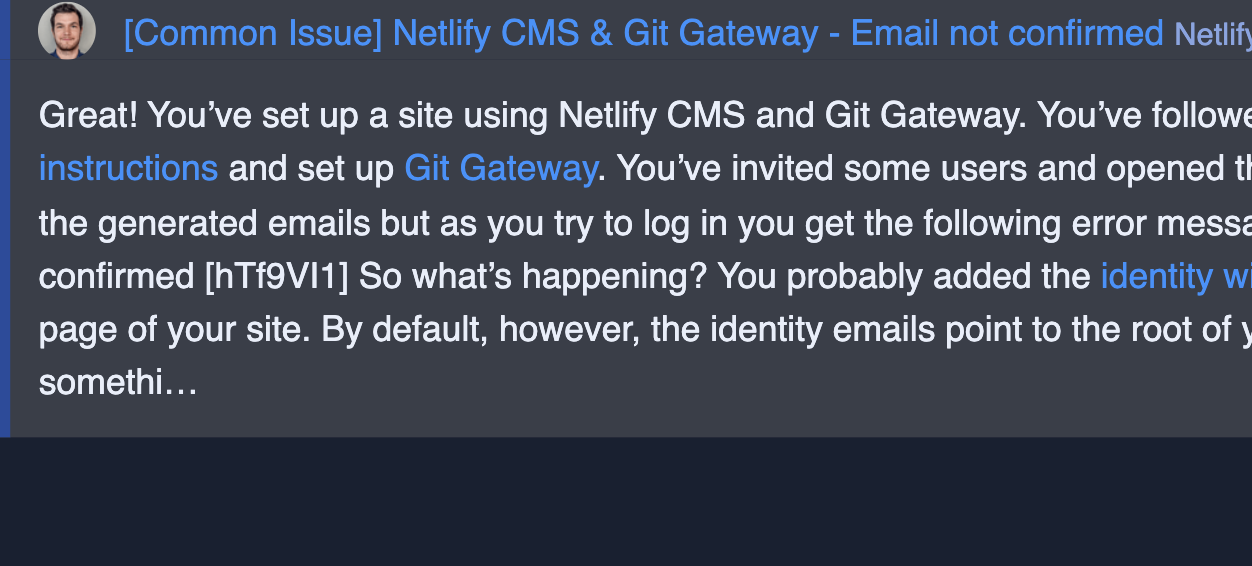 [Common Issue] Netlify CMS & Git Gateway - Email not confirmed Netlify
Great! You’ve set up a site using Netlify CMS and Git Gateway. You’ve
instructions and set up Git Gateway. You’ve invited some users and opened
the generated emails but as you try to log in you get the following error
confirmed [hTf9VI1] So what’s happening? You probably added the identity
page of your site. By default, however, the identity emails point to the root of
somethi…